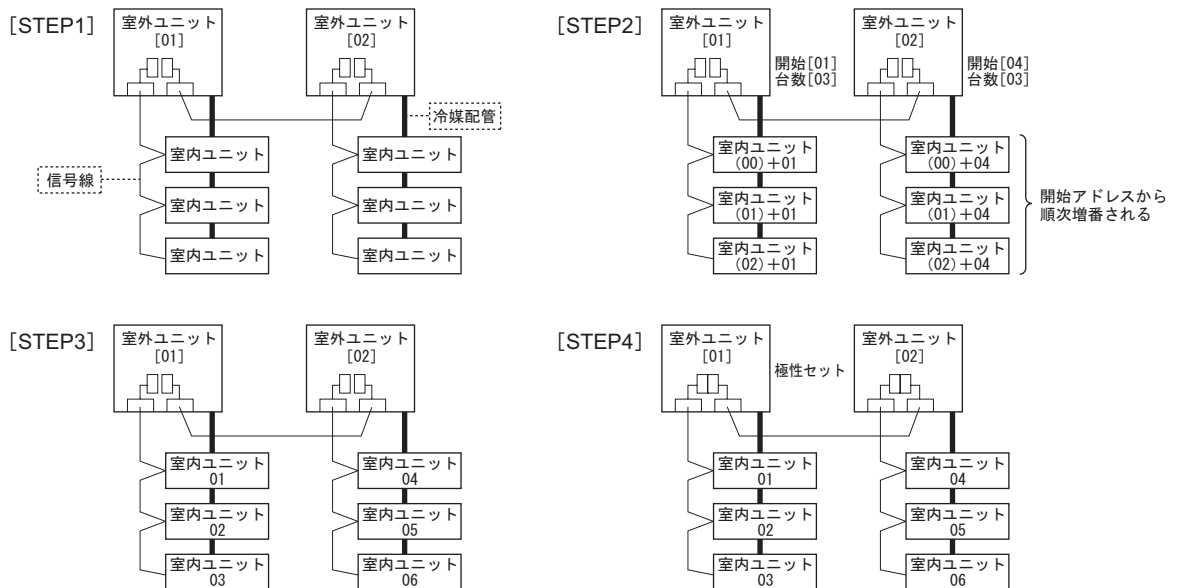 [STEP1]
室外ユニット
[01]
室外ユニット
[02]
冷媒配管
信号線
室内ユニット
室内ユニット
室内ユニット
室内ユニット
室内ユニット
室内ユニット
[STEP2]
室外ユニット
[01]
開始[01]
台数[03]
室外ユニット
[02]
開始[04]
台数[03]
室内ユニット
(00)+01
室内ユニット
(01)+01
室内ユニット
(02)+01
室内ユニット
(00)+04
室内ユニット
(01)+04
室内ユニット
(02)+04
開始アドレスから
順次増番される
[STEP3]
室外ユニット
[01]
室外ユニット
[02]
室内ユニット
01
室内ユニット
02
室内ユニット
03
室内ユニット
04
室内ユニット
05
室内ユニット
06
[STEP4]
室外ユニット
[01]
極性セット
室外ユニット
[02]
室内ユニット
01
室内ユニット
02
室内ユニット
03
室内ユニット
04
室内ユニット
05
室内ユニット
06